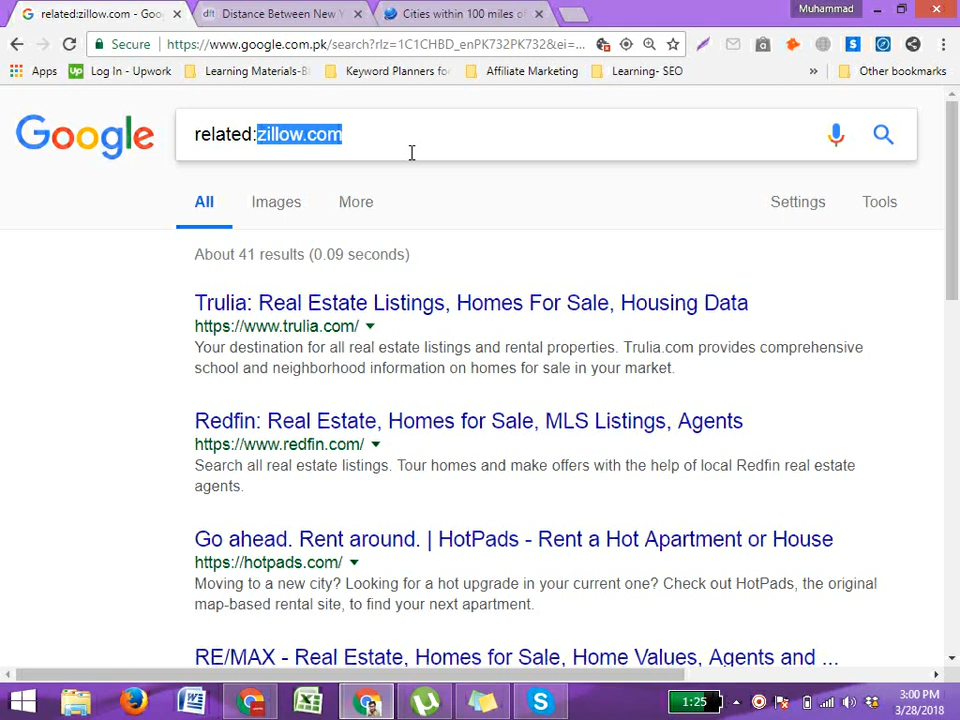 related:zillow.com - Goo
Distance Between New Y
Cities within 100 miles of
Muhammad
Secure
https://www.google.com.pk/search?rlz=1C1CHBD_enPK732PK732&ei=...
Apps
Up
Log In - Upwork
Learning Materials-B
Keyword Planners fo
Affiliate Marketing
Learning- SEO
»
Other bookmarks
Google
related:zillow.com
All
Images
More
Settings
Tools
About 41 results (0.09 seconds)
Trulia: Real Estate Listings, Homes For Sale, Housing Data
https://www.trulia.com/
Your destination for all real estate listings and rental properties. Trulia.com provides comprehensive
school and neighborhood information on homes for sale in your market.
Redfin: Real Estate, Homes for Sale, MLS Listings, Agents
https://www.redfin.com/
Search all real estate listings. Tour homes and make offers with the help of local Redfin real estate
agents.
Go ahead. Rent around. | HotPads - Rent a Hot Apartment or House
https://hotpads.com/
Moving to a new city? Looking for a hot upgrade in your current one? Check out HotPads, the original
map-based rental site, to find your next apartment.
RE/MAX - Real Estate, Homes for Sale, Home Values, Agents and ...
1:25
3:00 PM
3/28/2018